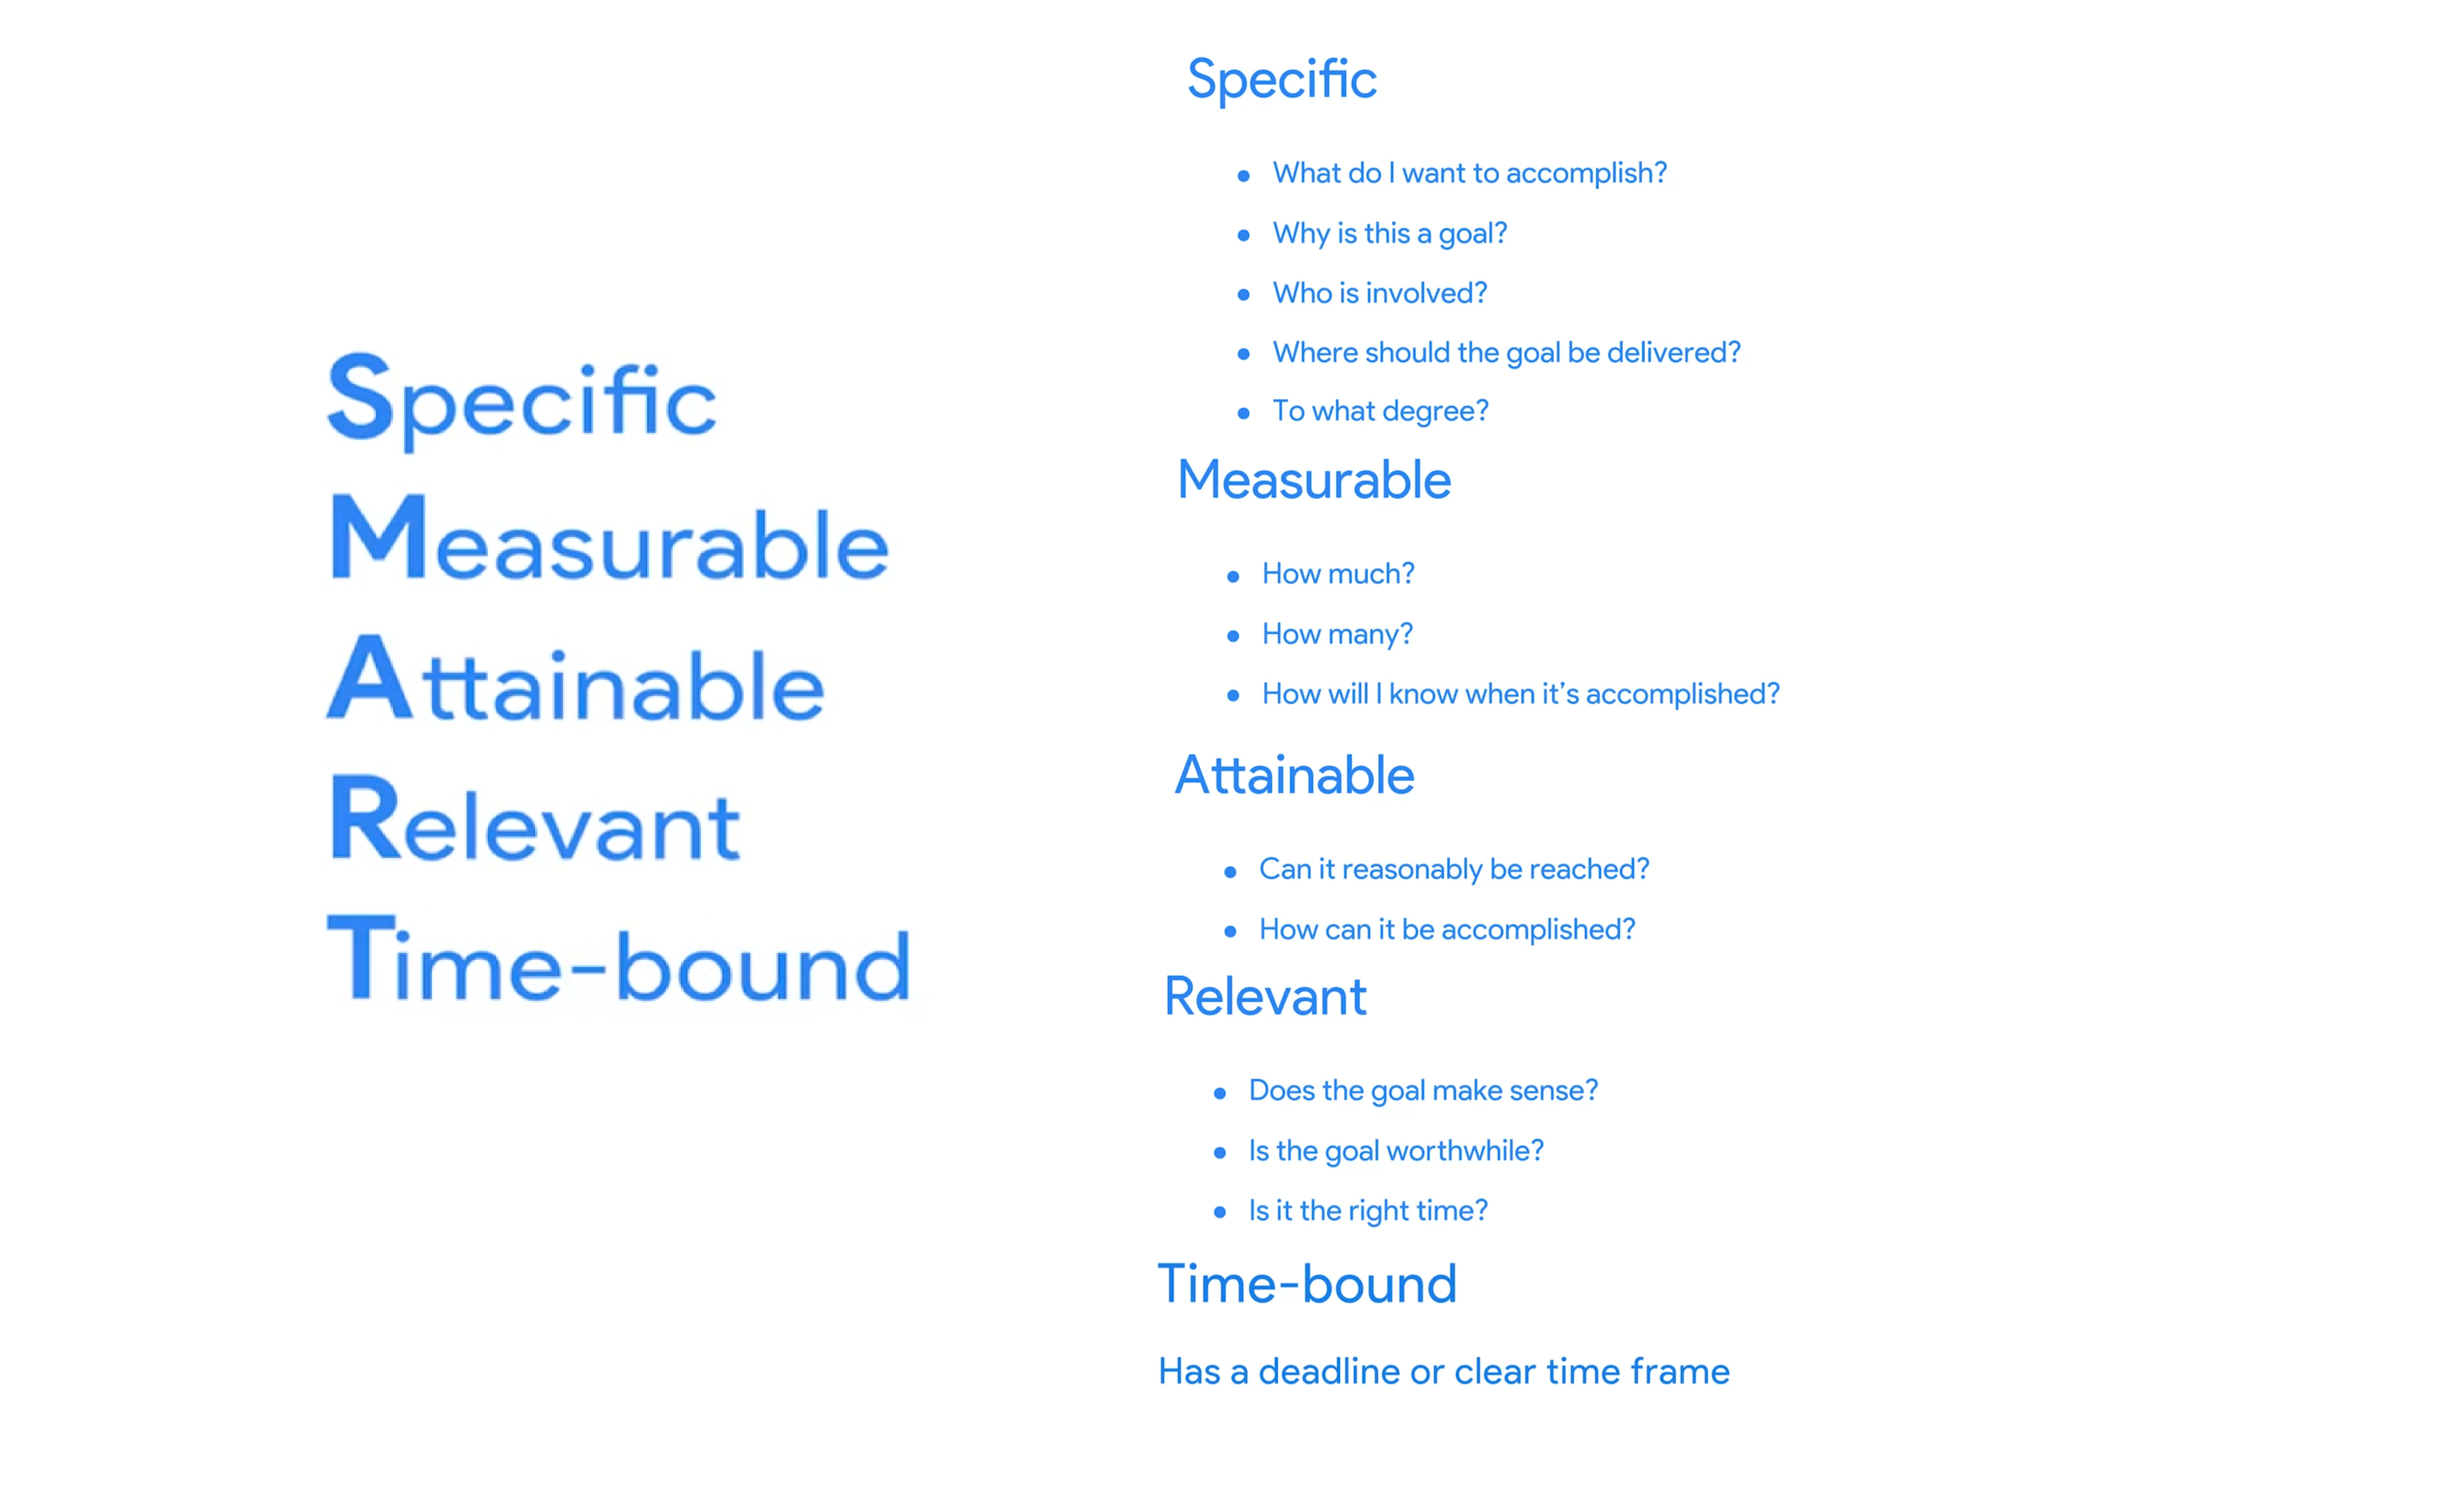 Specific
Measurable
Attainable
Relevant
Time-bound
Specific
● What do I want to accomplish?
● Why is this a goal?
● Who is involved?
● Where should the goal be delivered?
● To what degree?
Measurable
● How much?
● How many?
● How will I know when it’s accomplished?
Attainable
● Can it reasonably be reached?
● How can it be accomplished?
Relevant
● Does the goal make sense?
● Is the goal worthwhile?
● Is it the right time?
Time-bound
Has a deadline or clear time frame